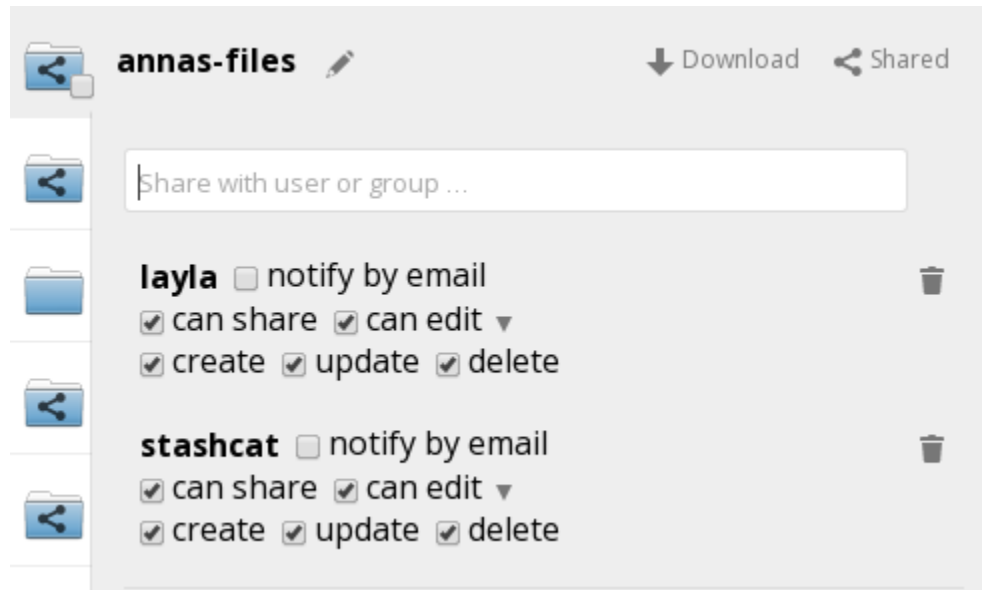 annas-files Download Shared
Share with user or group ...
layla notify by email
can share can edit
create update delete
stashcat notify by email
can share can edit
create update delete